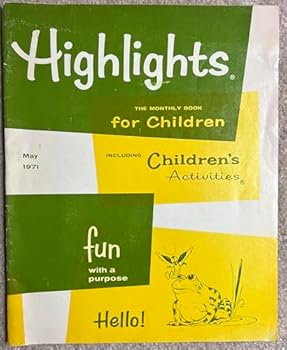 Highlights®
THE MONTHLY BOOK
for Children
May
1971
INCLUDING Children's
Activities®
fun
with a
purpose
Hello!